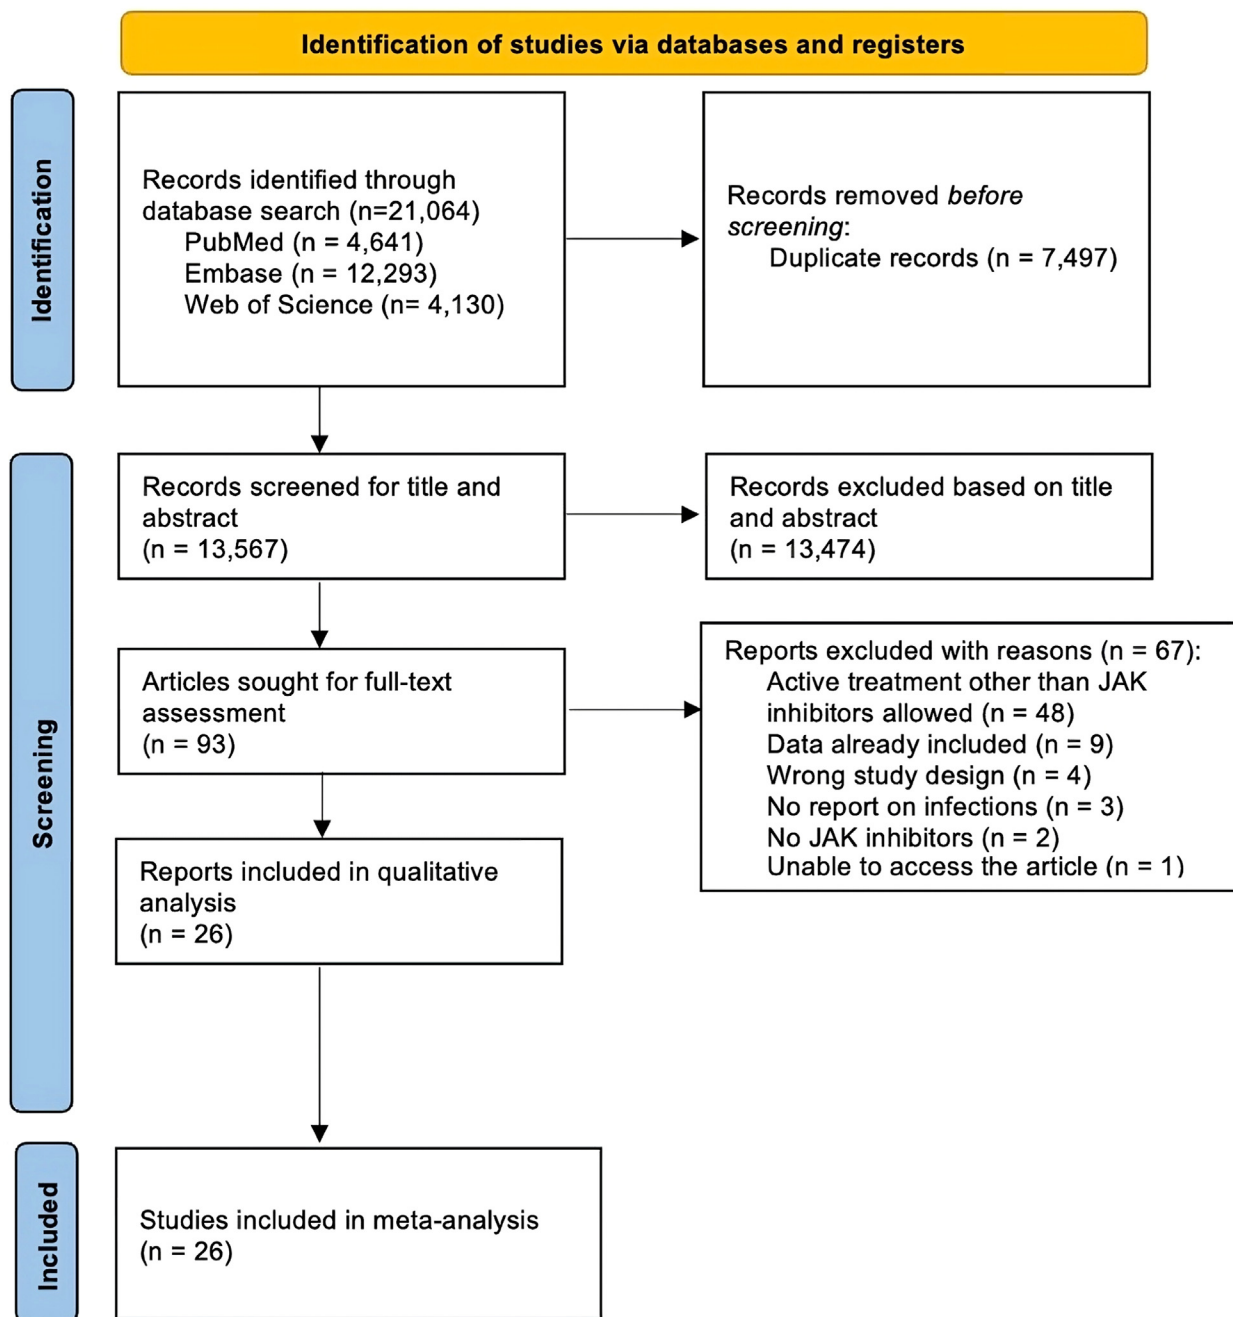 Identification of studies via databases and registers
Identification
Records identified through
database search (n=21,064)
PubMed (n = 4,641)
Embase (n = 12,293)
Web of Science (n= 4,130)
Records removed before
screening:
Duplicate records (n = 7,497)
Screening
Records screened for title and
abstract
(n = 13,567)
Records excluded based on title
and abstract
(n = 13,474)
Articles sought for full-text
assessment
(n = 93)
Reports excluded with reasons (n = 67):
Active treatment other than JAK
inhibitors allowed (n = 48)
Data already included (n = 9)
Wrong study design (n = 4)
No report on infections (n = 3)
No JAK inhibitors (n = 2)
Unable to access the article (n = 1)
Reports included in qualitative
analysis
(n = 26)
Included
Studies included in meta-analysis
(n = 26)